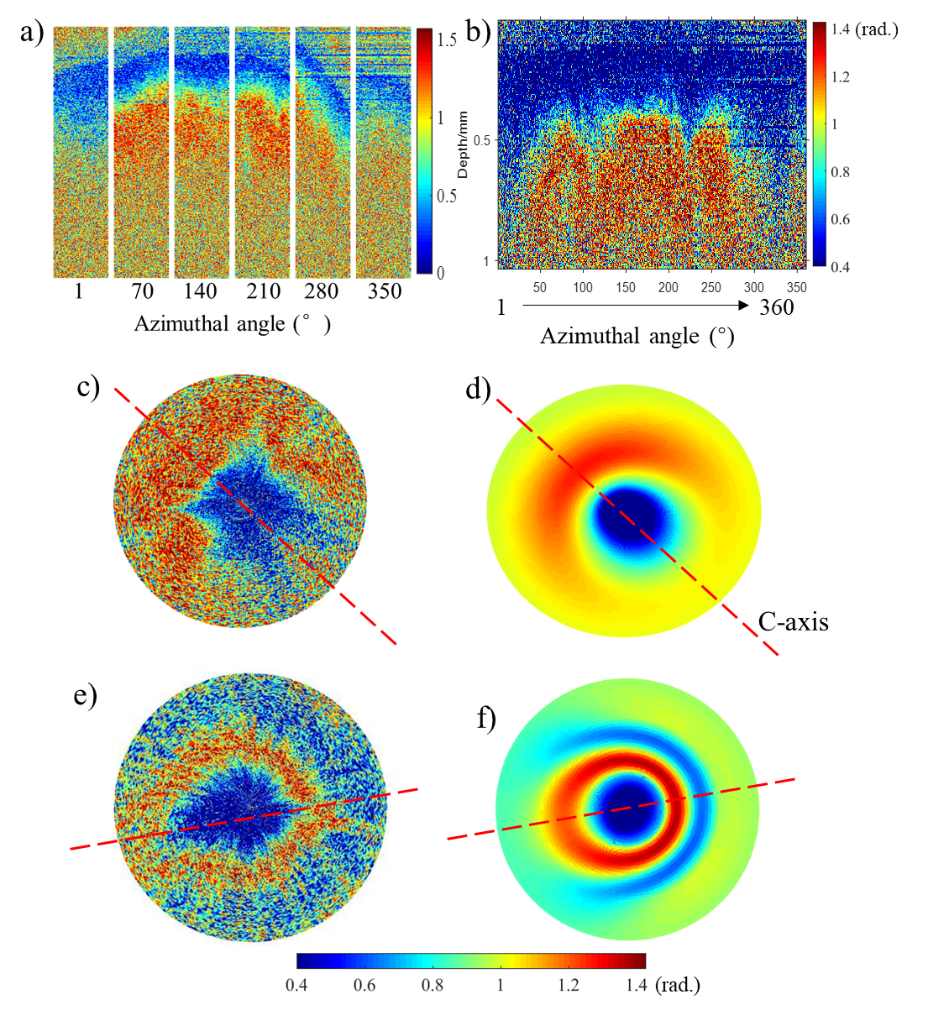 a)
1.5
1
0.5
0
1 70 140 210 280 350
Azimuthal angle (° )
b)
Depth/mm
0.5
1
1.4 (rad.)
1.2
1
0.8
0.6
0.4
50 100 150 200 250 300 350
1 360
Azimuthal angle (°)
c)
d)
C-axis
e)
f)
0.4 0.6 0.8 1 1.2 1.4 (rad.)